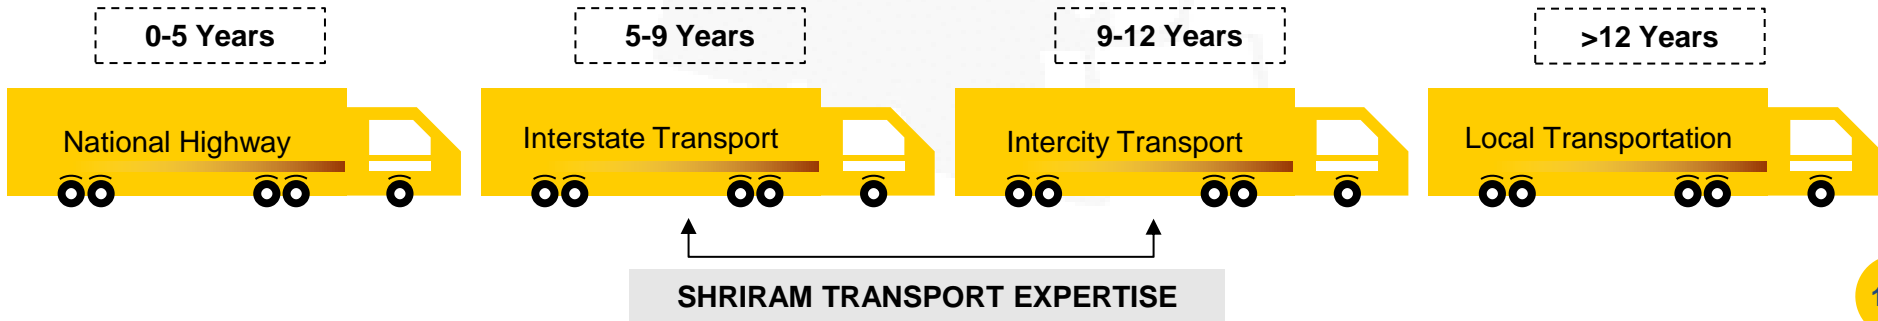 0-5 Years
5-9 Years
9-12 Years
>12 Years
National Highway
Interstate Transport
Intercity Transport
Local Transportation
SHRIRAM TRANSPORT EXPERTISE